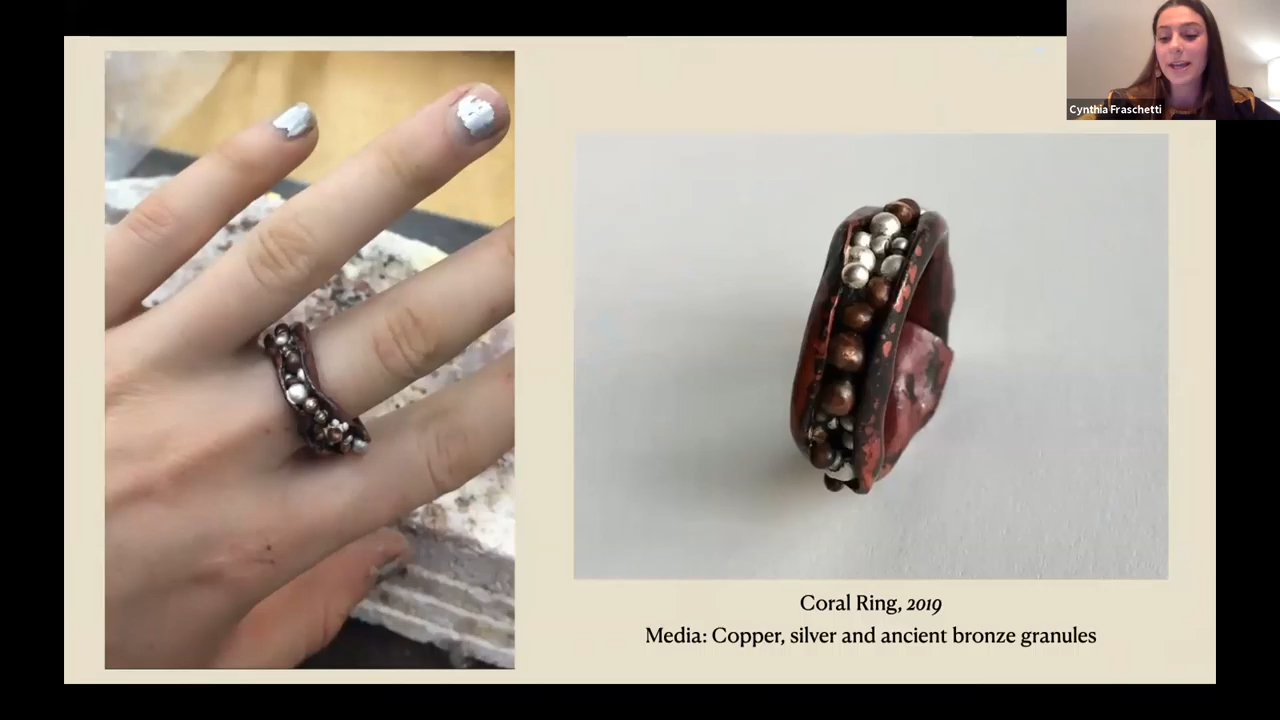 Cynthia Fraschetti
Coral Ring, 2019
Media: Copper, silver and ancient bronze granules